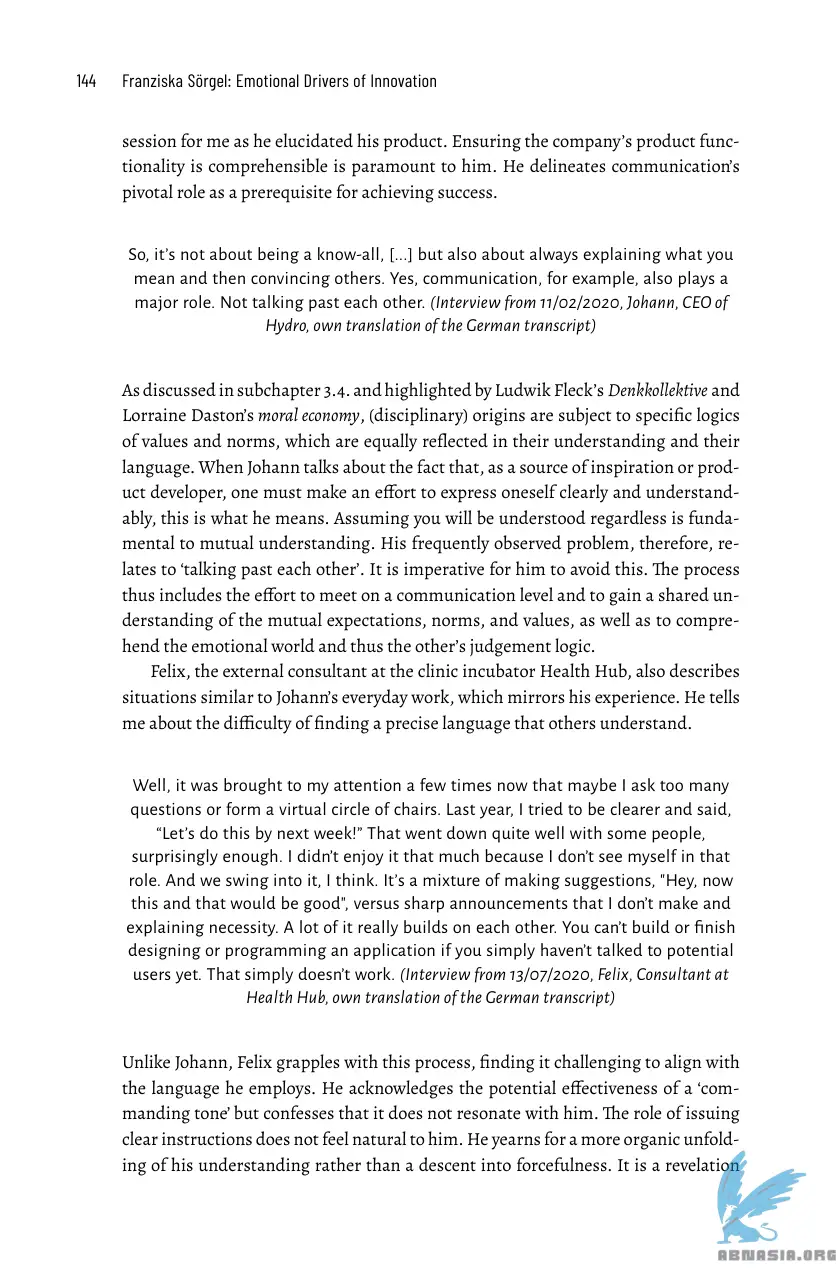 144 Franziska Sörgel: Emotional Drivers of Innovation
session for me as he elucidated his product. Ensuring the company’s product func-
tionality is comprehensible is paramount to him. He delineates communication’s
pivotal role as a prerequisite for achieving success.
So, it’s not about being a know-all, [...] but also about always explaining what you
mean and then convincing others. Yes, communication, for example, also plays a
major role. Not talking past each other. (Interview from 11/02/2020, Johann, CEO of
Hydro, own translation of the German transcript)
As discussed in subchapter 3.4. and highlighted by Ludwik Fleck’s Denkkollektive and
Lorraine Daston’s moral economy, (disciplinary) origins are subject to specific logics
of values and norms, which are equally reflected in their understanding and their
language. When Johann talks about the fact that, as a source of inspiration or prod-
uct developer, one must make an effort to express oneself clearly and understand-
ably, this is what he means. Assuming you will be understood regardless is funda-
mental to mutual understanding. His frequently observed problem, therefore, re-
lates to ‘talking past each other’. It is imperative for him to avoid this. The process
thus includes the effort to meet on a communication level and to gain a shared un-
derstanding of the mutual expectations, norms, and values, as well as to compre-
hend the emotional world and thus the other’s judgement logic.
Felix, the external consultant at the clinic incubator Health Hub, also describes
situations similar to Johann’s everyday work, which mirrors his experience. He tells
me about the difficulty of finding a precise language that others understand.
Well, it was brought to my attention a few times now that maybe I ask too many
questions or form a virtual circle of chairs. Last year, I tried to be clearer and said,
“Let’s do this by next week!” That went down quite well with some people,
surprisingly enough. I didn’t enjoy it that much because I don’t see myself in that
role. And we swing into it, I think. It’s a mixture of making suggestions, "Hey, now
this and that would be good", versus sharp announcements that I don’t make and
explaining necessity. A lot of it really builds on each other. You can’t build or finish
designing or programming an application if you simply haven’t talked to potential
users yet. That simply doesn’t work. (Interview from 13/07/2020, Felix, Consultant at
Health Hub, own translation of the German transcript)
Unlike Johann, Felix grapples with this process, finding it challenging to align with
the language he employs. He acknowledges the potential effectiveness of a ‘com-
manding tone’ but confesses that it does not resonate with him. The role of issuing
clear instructions does not feel natural to him. He yearns for a more organic unfold-
ing of his understanding rather than a descent into forcefulness. It is a revelation
ABNASIA.ORG